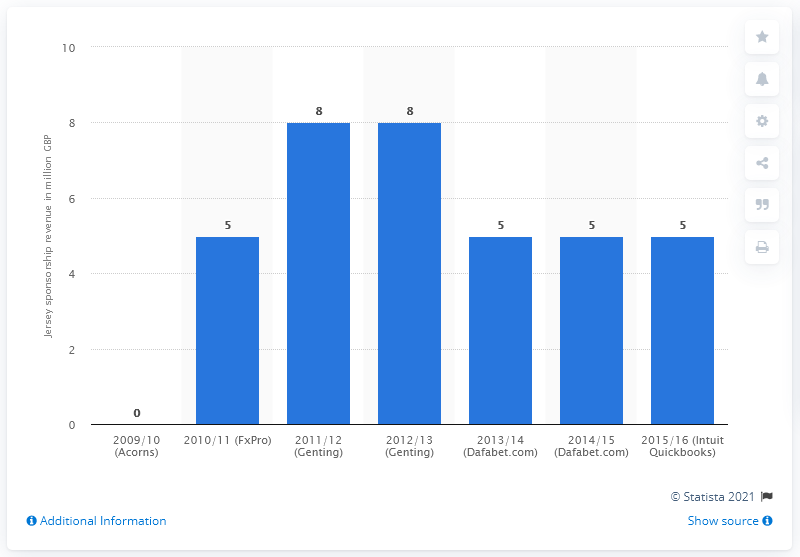 10
8
6
4
2
0
Jersey sponsorship revenue in million GBP
0
5
8
8
5
5
5
2009/10
(Acorns)
2010/11 (FxPro)
2011/12
(Genting)
2012/13
(Genting)
2013/14
(Dafabet.com)
2014/15
(Dafabet.com)
2015/16 (Intuit
Quickbooks)
© Statista 2021
Additional Information
Show source